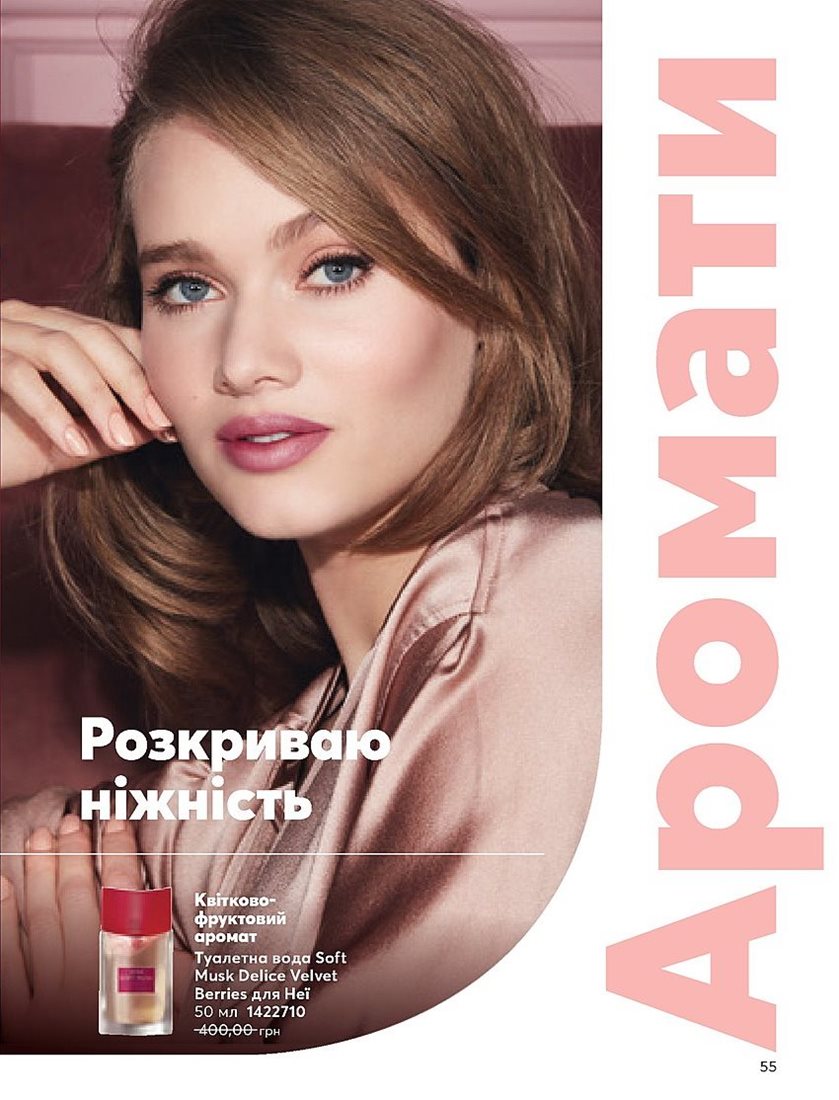 Аромати
Розкриваю
ніжність
Квітково-
фруктовий
аромат
Туалетна вода Soft
Musk Delice Velvet
Berries для Неї
50 мл 1422710
400,00 грн
55